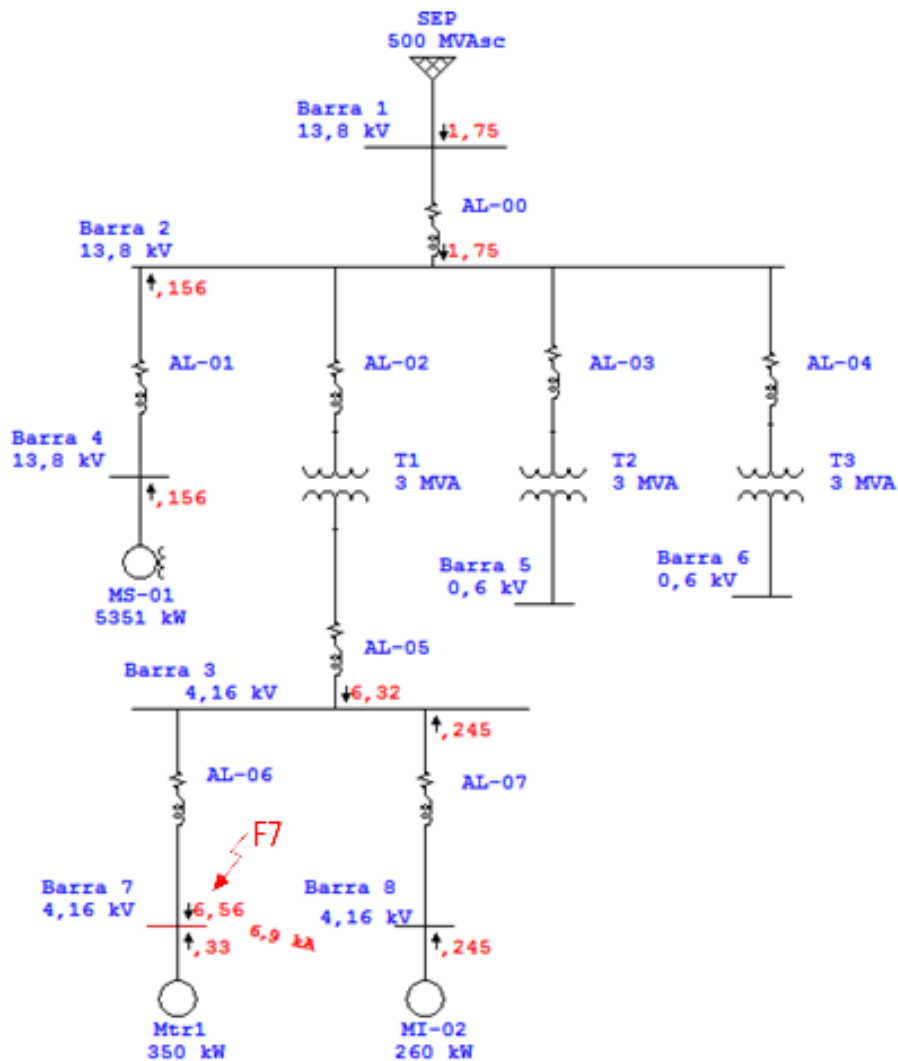 SEP
500 MVAsc
Barra 1
13,8 kV
1,75
AL-00
Barra 2
13,8 kV
1,75
,156
AL-01
AL-02
AL-03
AL-04
Barra 4
13,8 kV
,156
T1
3 MVA
T2
3 MVA
T3
3 MVA
MS-01
5351 kW
Barra 5
0,6 kV
Barra 6
0,6 kV
AL-05
Barra 3
4,16 kV
6,32
,245
AL-06
AL-07
F7
Barra 7
4,16 kV
6,56
6,9 kA
,33
Barra 8
4,16 kV
,245
Mtr1
350 kW
MI-02
260 kW